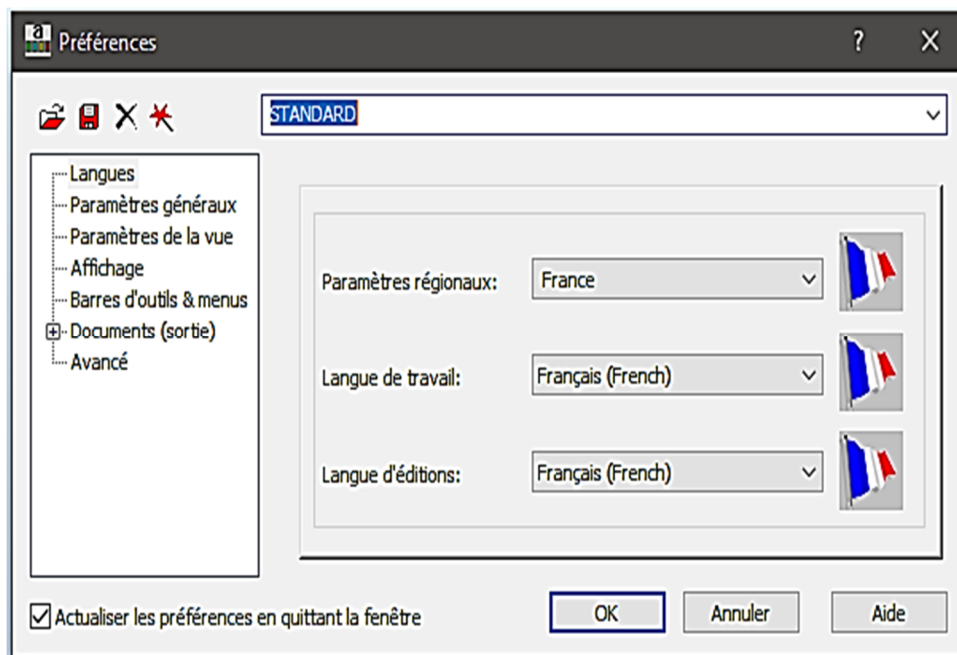 Préférences
STANDARD
Langues
Paramètres généraux
Paramètres de la vue
Affichage
Barres d'outils & menus
Documents (sortie)
Avancé
Paramètres régionaux: France
Langue de travail: Français (French)
Langue d'éditions: Français (French)
Actualiser les préférences en quittant la fenêtre
OK Annuler Aide